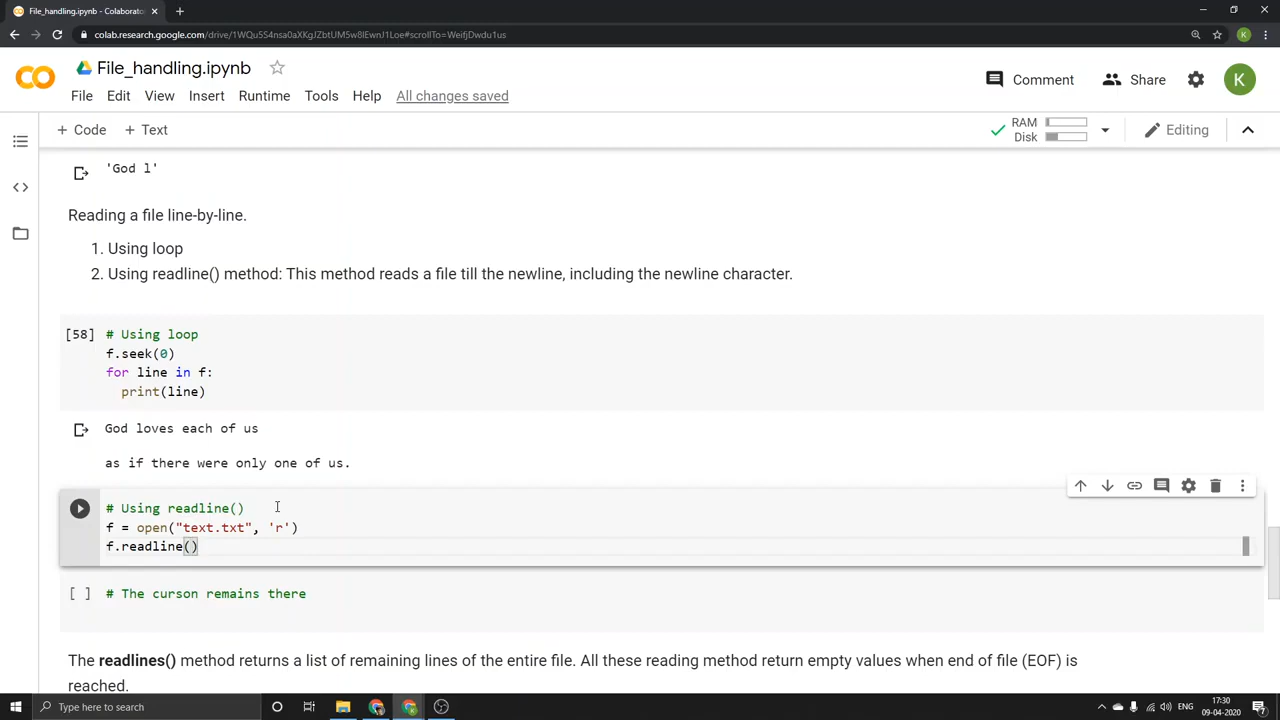 File_handling.ipynb - Colaborato
colab.research.google.com/drive/1WQu5S4nsa0aXKgJZbtUM5w8lEwnJ1Loe#scrollTo=WeifjDwdu1us
K
File_handling.ipynb
Comment
Share
K
File Edit View Insert Runtime Tools Help All changes saved
+ Code + Text
RAM
Disk
Editing
'God l'
Reading a file line-by-line.
1. Using loop
2. Using readline() method: This method reads a file till the newline, including the newline character.
[58] # Using loop
f.seek(0)
for line in f:
print(line)
God loves each of us
as if there were only one of us.
# Using readline()
f = open("text.txt", 'r')
f.readline()
[ ] # The curson remains there
The readlines() method returns a list of remaining lines of the entire file. All these reading method return empty values when end of file (EOF) is
reached.
Type here to search
ENG
17:30
09-04-2020